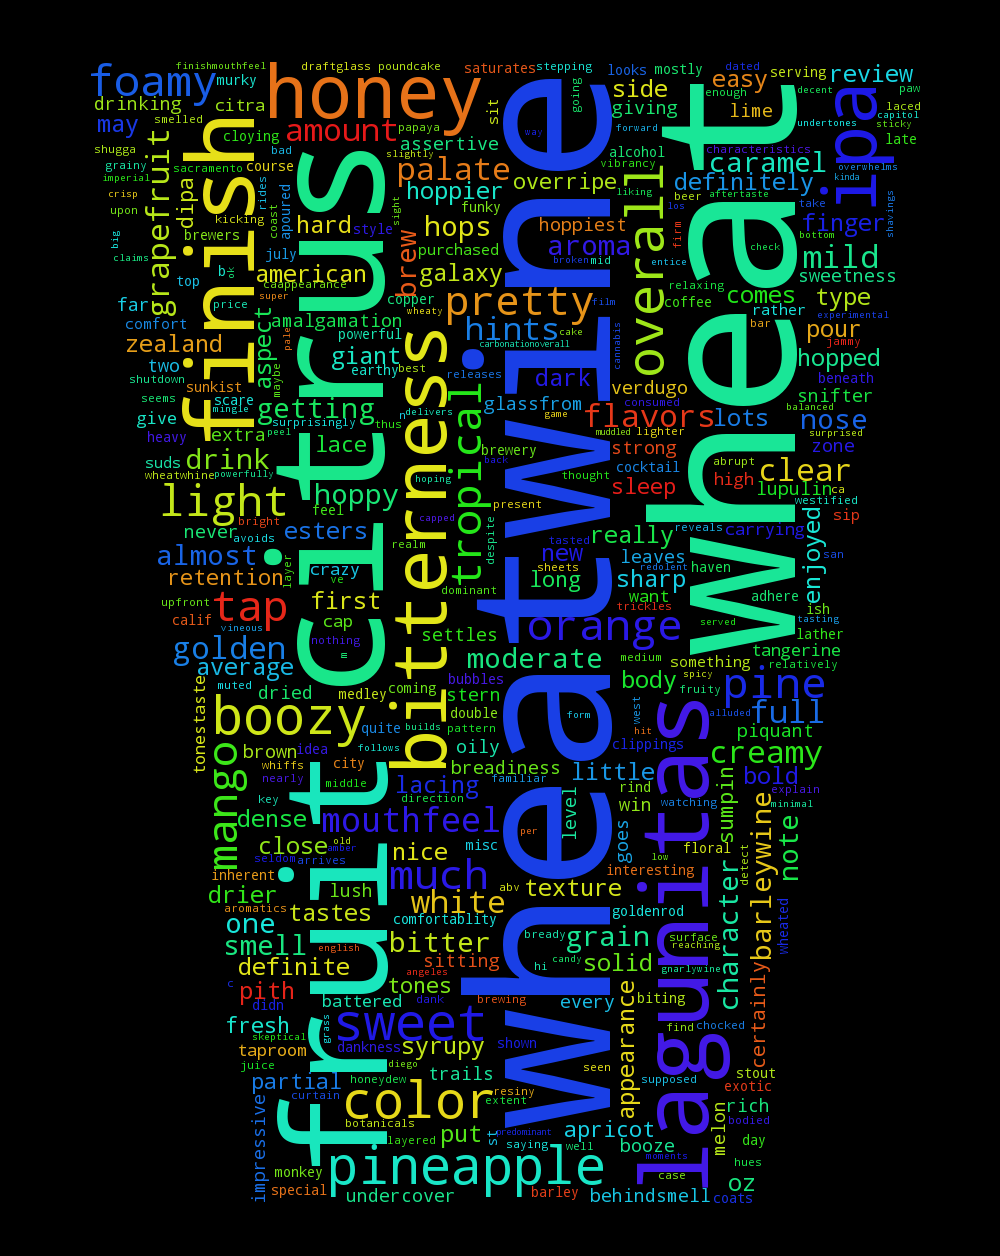 finishmouthfeel
draftglass
poundcake
saturates
stepping
foamy
honey
murky
looks
mostly
easy
serving
dated
review
paw
drinking
citra
smelled
may
finish
amount
papaya
sit
going
side
giving
enough
lime
decent
ipa
laced
capitol
sticky
late
undertones
shugga
grapefruit
dipa
cloying
bad
slightly
assertive
way
forward
alcohol
characteristics
vibrancy
overwhelms
grainy
sacramento
course
palate
caramel
kinda
imperial
crisp
rides
apoured
hoppier
overripe
liking
definitely
beer
aftertaste
take
finger
shavings
upon
kicking
coast
hard
style
sight
funky
hops
hoppiest
los
firm
bottom
big
claims
brewers
july
brew
purchased
aroma
broken
mid
overall
entice
check
mild
top
b
ok
american
galaxy
relaxing
sweetness
caappearance
super
price
copper
pretty
film
coffee
comes
type
far
wheaty
rather
experimental
comfort
amalgamation
powerful
hints
cake
cannabis
bar
pour
zealand
aspect
pale
giant
carbonationoverall
jammy
hopped
two
earthy
best
releases
dark
beneath
shutdown
sunkist
maybe
verdugo
consumed
snifter
seems
scare
getting
n
delivers
glassfrom
flavors
lots
balanced
give
mingle
surprisingly
thus
game
nose
heavy
extra
peel
lace
muddled
lighter
surprised
zone
suds
drink
brewery
strong
abrupt
clear
wheatwhine
powerfully
back
cocktail
high
light
hoping
thought
sleep
lupulin
ca
hoppy
tropical
present
westified
bright
feel
capped
sip
never
avoids
esters
realm
despite
tasted
really
reveals
carrying
enjoyed
almost
citrus
bitterness
wheatwine
wheat
new
leaves
san
retention
layer
crazy
ve
sheets
redolent
haven
long
sharp
adhere
dominant
want
upfront
tap
first
trickles
ish
calif
vineous
cap
orange
served
tasting
nothing
settles
lather
golden
tangerine
average
moderate
medium
something
relatively
muted
bubbles
body
spicy
fruity
pine
tonestaste
dried
medley
coming
stern
boozy
double
west
full
quite
builds
pattern
form
hit
alluded
brown
idea
follows
oily
clippings
piquant
whiffs
city
breadiness
familiar
creamy
mango
nearly
middle
lacing
little
bold
key
direction
rind
watching
explain
dense
mouthfeel
level
win
sumpin
minimal
close
old
amber
misc
per
goes
floral
note
seldom
arrives
nice
low
detect
inherent
interesting
drier
lush
much
abv
texture
barleywine
aromatics
tastes
white
goldenrod
character
one
comfortablity
bready
surface
smell
english
bitter
grain
reaching
wheated
definite
sitting
candy
hi
solid
gnarlywine
angeles
c
pith
tones
battered
dank
brewing
every
biting
certainly
didn
fresh
grass
sweet
find
chocked
skeptical
appearance
taproom
dankness
syrupy
shown
stout
juice
diego
seen
partial
honeydew
trails
supposed
exotic
curtain
color
resiny
extent
rich
impressive
fruit
botanicals
layered
put
predominant
apricot
lagunitas
melon
bodied
st
saying
well
booze
day
monkey
pineapple
moments
hues
special
barley
case
oz
undercover
behindsmell
coats